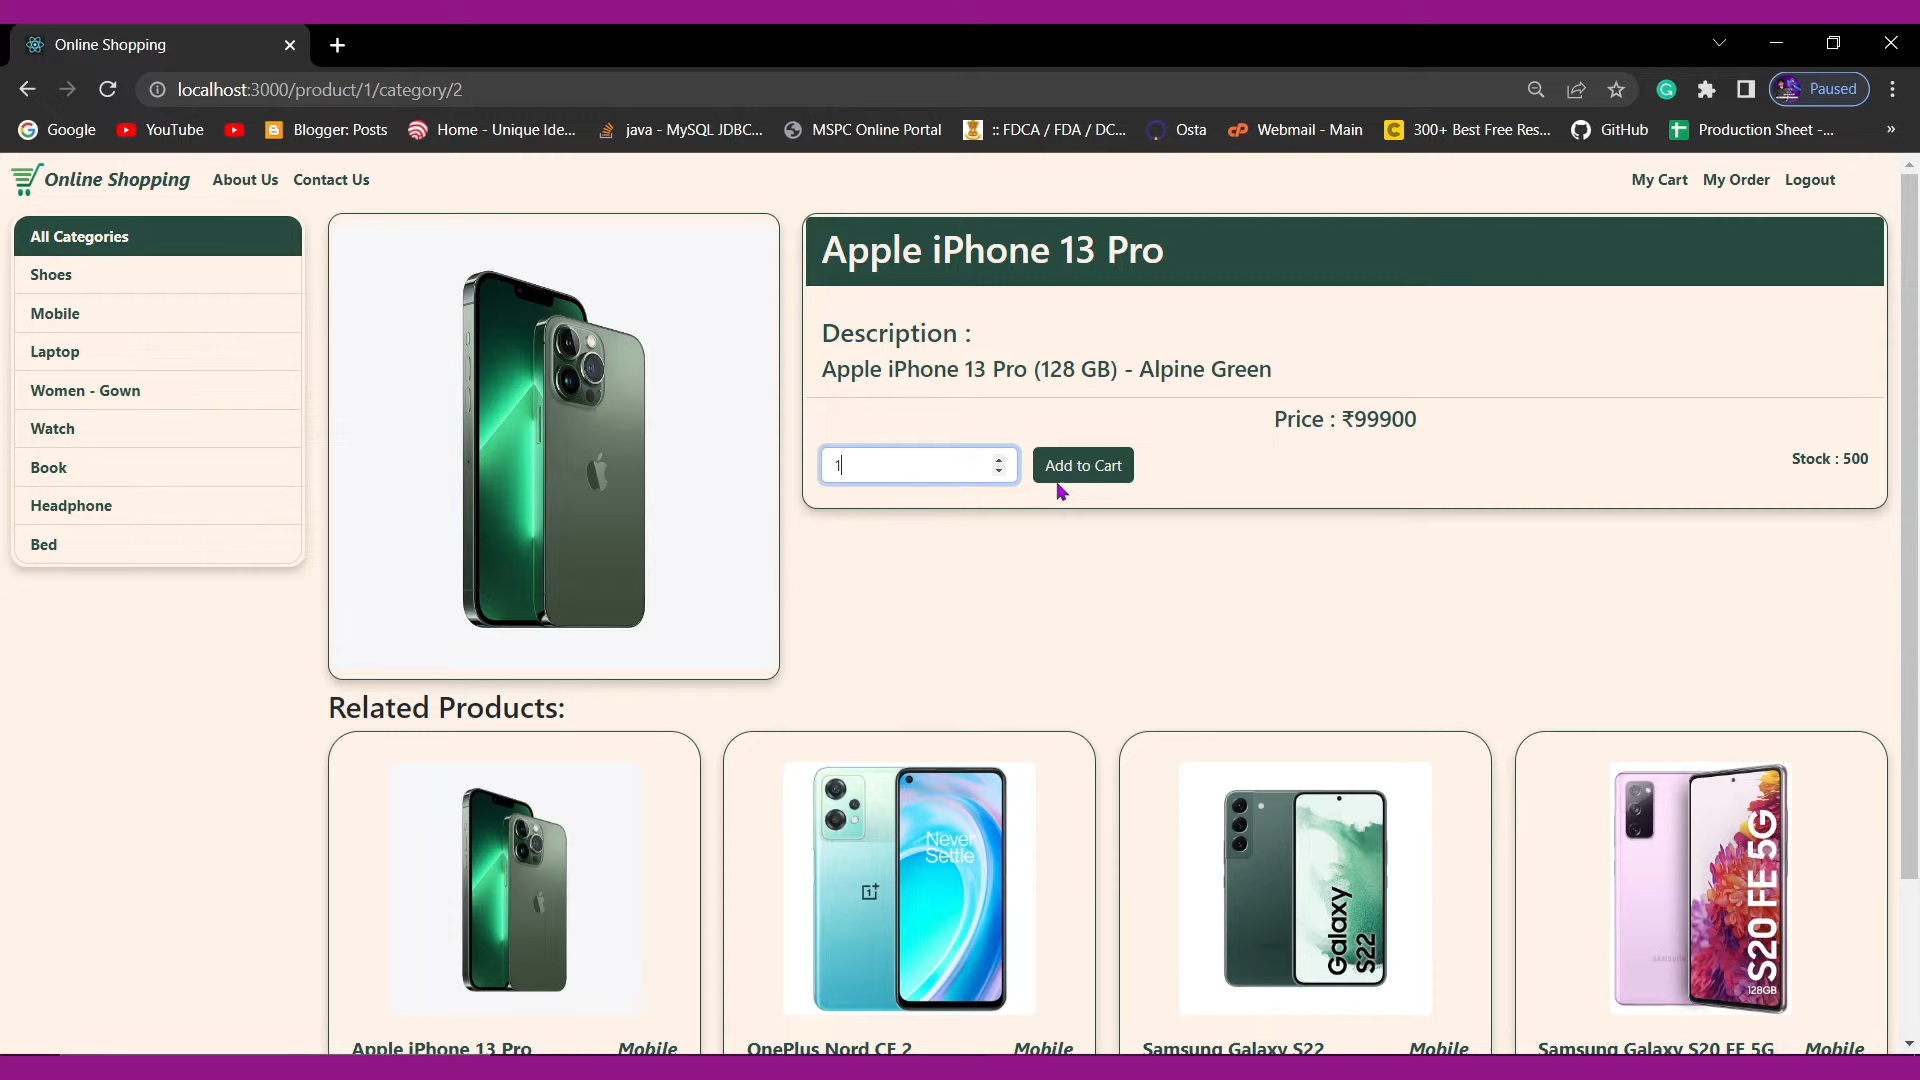 Online Shopping
localhost:3000/product/1/category/2
Paused
Google YouTube Blogger: Posts Home - Unique Ide... java - MySQL JDBC... MSPC Online Portal :: FDCA / FDA / DC... Osta Webmail - Main 300+ Best Free Res... GitHub Production Sheet -... »
Online Shopping About Us Contact Us My Cart My Order Logout
All Categories
Shoes
Mobile
Laptop
Women - Gown
Watch
Book
Headphone
Bed
Apple iPhone 13 Pro
Description :
Apple iPhone 13 Pro (128 GB) - Alpine Green
Price : ₹99900
1
Add to Cart
Stock : 500
Related Products:
Never
Settle
Galaxy
S22
S20 FE 5G
128GB
Apple iPhone 13 Pro Mobile
OnePlus Nord CE 2 Mobile
Samsung Galaxy S22 Mobile
Samsung Galaxy S20 FE 5G Mobile